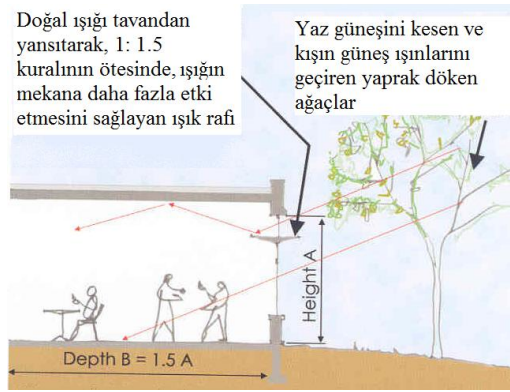 Doğal ışığı tavandan
yansıtarak, 1: 1.5
kuralının ötesinde, ışığın
mekana daha fazla etki
etmesini sağlayan ışık rafi
Yaz güneşini kesen ve
kışın güneş ışınlarını
geçiren yaprak döken
ağaçlar
Height A
Depth B = 1.5 A